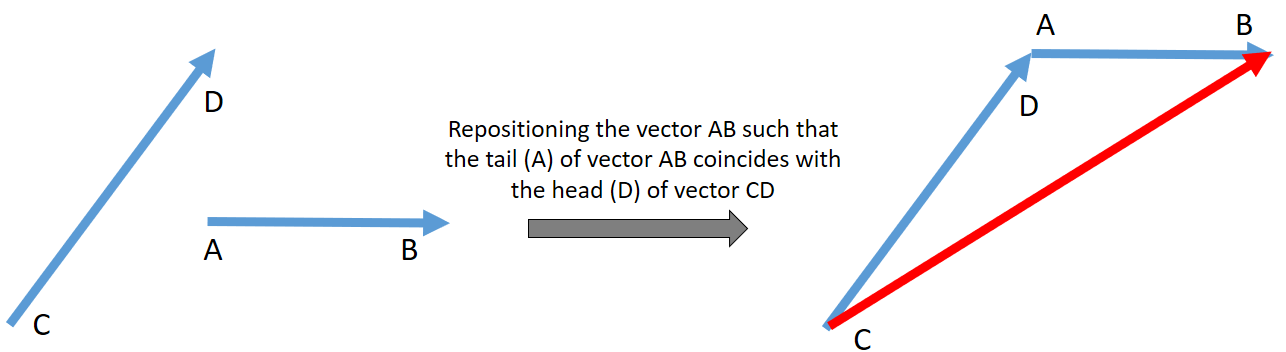 D
A
B
C
Repositioning the vector AB such that
the tail (A) of vector AB coincides with
the head (D) of vector CD
A
B
D
C